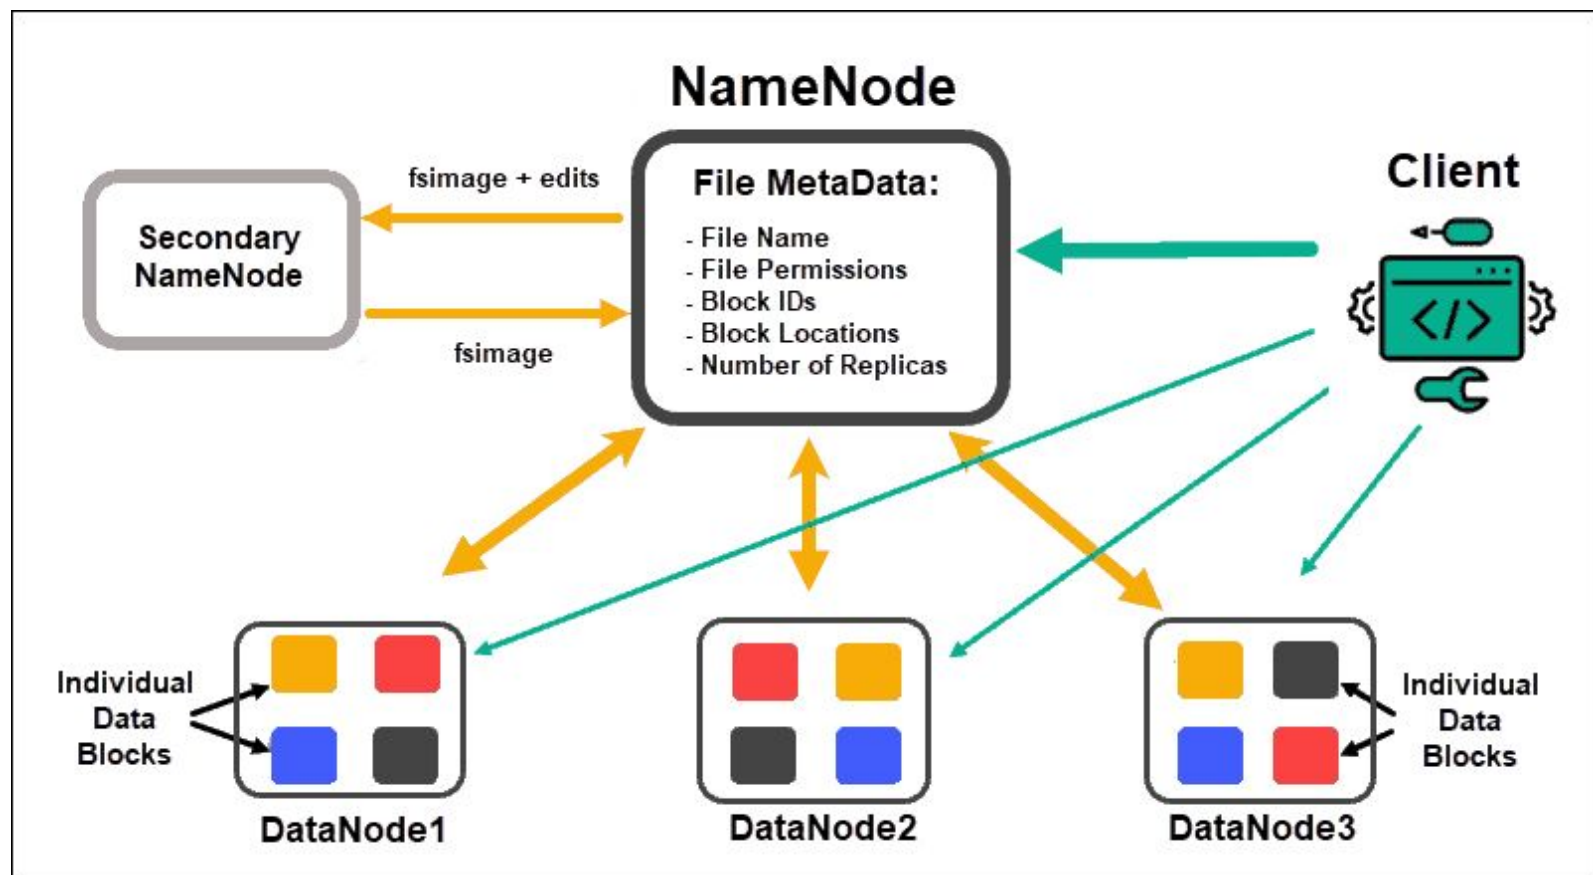 NameNode
fsimage + edits
Secondary
NameNode
fsimage
File MetaData:
- File Name
- File Permissions
- Block IDs
- Block Locations
- Number of Replicas
Client
</>
Individual
Data
Blocks
DataNode1
DataNode2
DataNode3
Individual
Data
Blocks